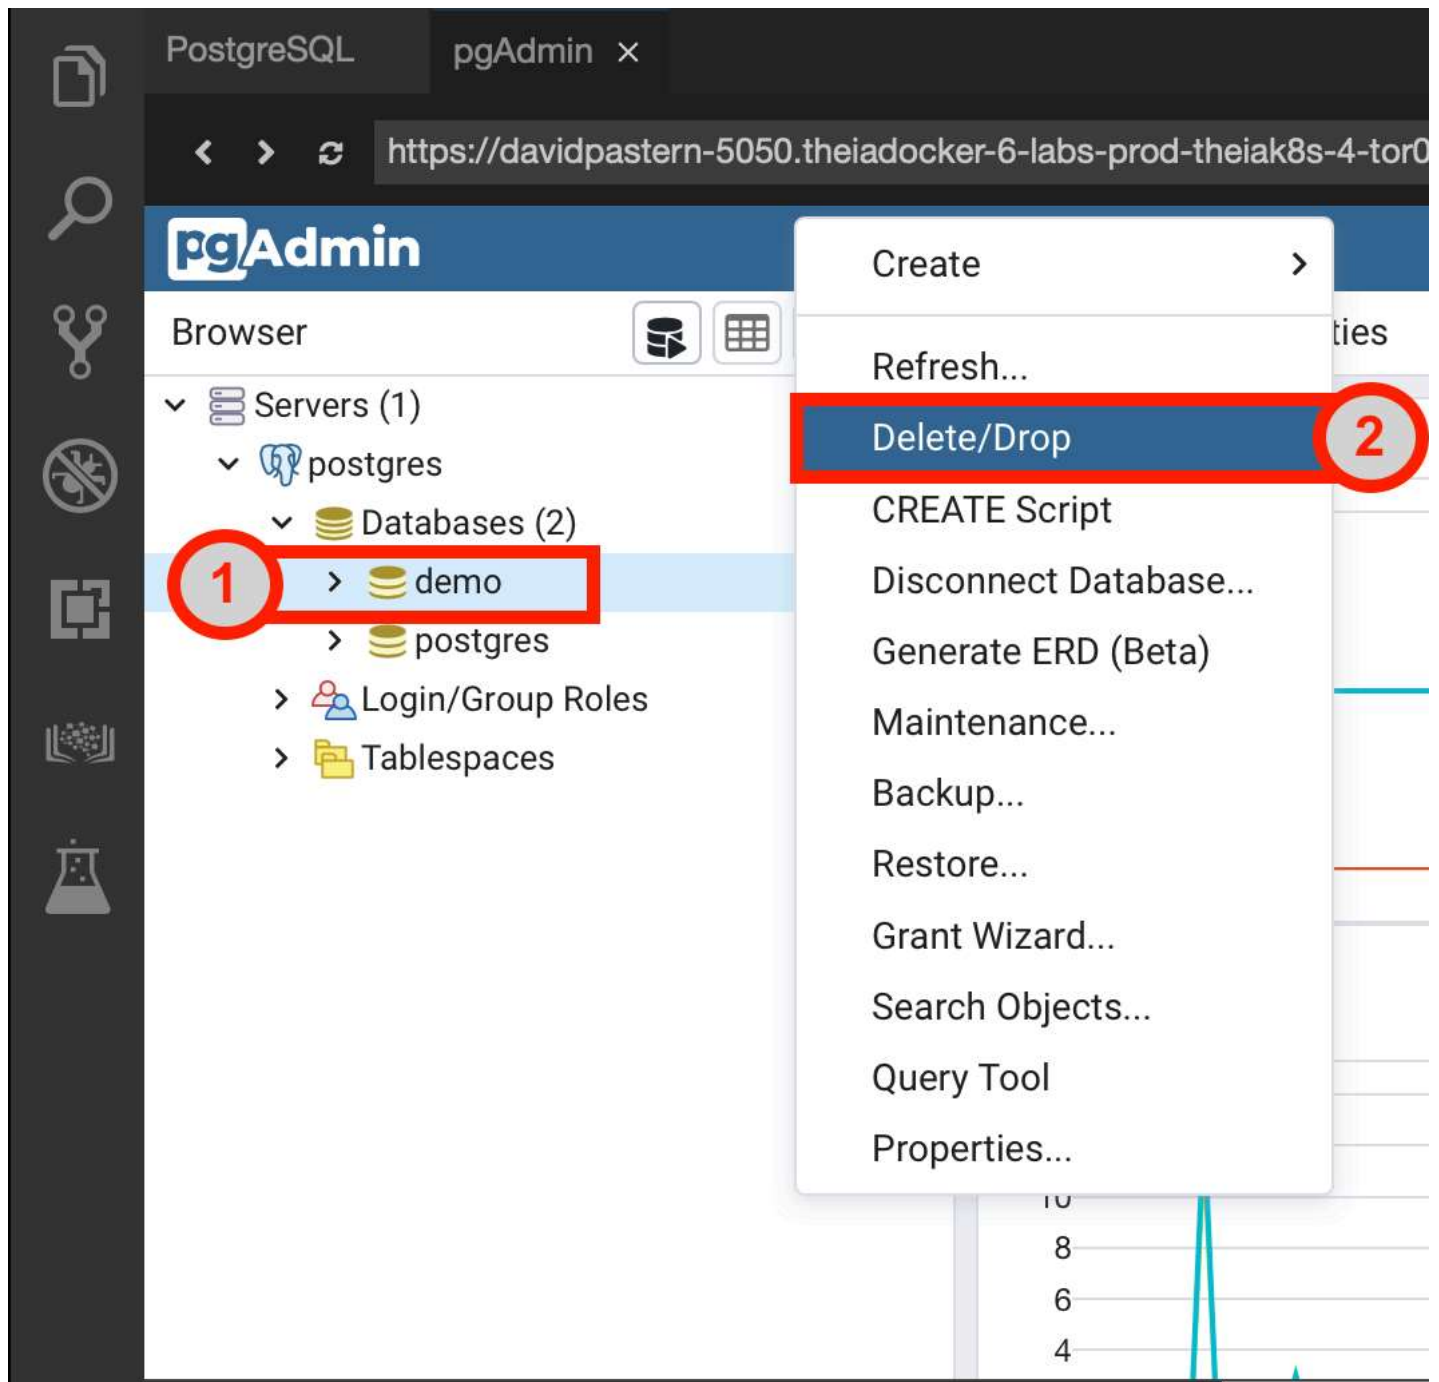 PostgreSQL
pgAdmin ×
https://davidpastern-5050.theiadocker-6-labs-prod-theiak8s-4-tor0
pgAdmin
Browser
ties
Servers (1)
postgres
Databases (2)
1
demo
postgres
Login/Group Roles
Tablespaces
Create
Refresh...
Delete/Drop
2
CREATE Script
Disconnect Database...
Generate ERD (Beta)
Maintenance...
Backup...
Restore...
Grant Wizard...
Search Objects...
Query Tool
Properties...
10
8
6
4